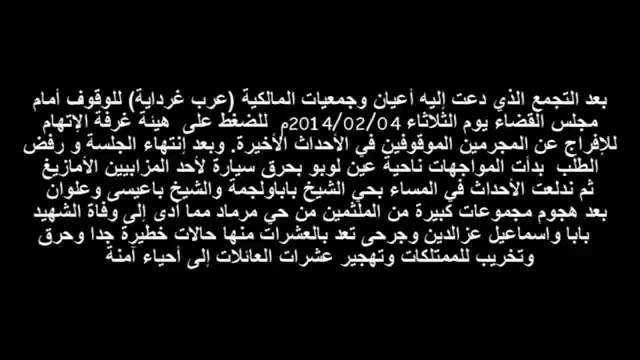 بعد التجمع الذي دعت إليه أعيان وجمعيات المالكية (عرب غرداية) للوقوف أمام
مجلس القضاء يوم الثلاثاء 2014/02/04م للضغط على هيئة غرفة الإتهام
للإفراج عن المجرمين الموقوفين في الأحداث الأخيرة. وبعد إنتهاء الجلسة و رفض
الطلب بدأت المواجهات ناحية عين لوبو بحرق سيارة لأحد المزابيين الأمازيغ
ثم ندلعت الأحداث في المساء بحي الشيخ باباولجمة والشيخ باعيسى وعلوان
بعد هجوم مجموعات كبيرة من الملثمين من حي مرماد مما أدى إلى وفاة الشهيد
بابا واسماعيل عزالدين وجرحى تعد بالعشرات منها حالات خطيرة جدا وحرق
وتخريب للممتلكات وتهجير عشرات العائلات إلى أحياء آمنة